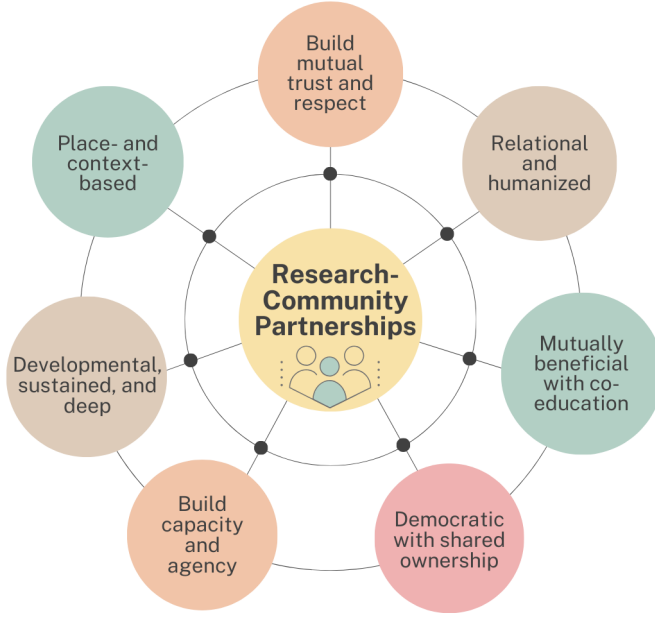 Build
mutual
trust and
respect
Relational
and
humanized
Mutually
beneficial
with co-
education
Democratic
with shared
ownership
Build
capacity
and
agency
Developmental,
sustained, and
deep
Place- and
context-
based
Research-
Community
Partnerships